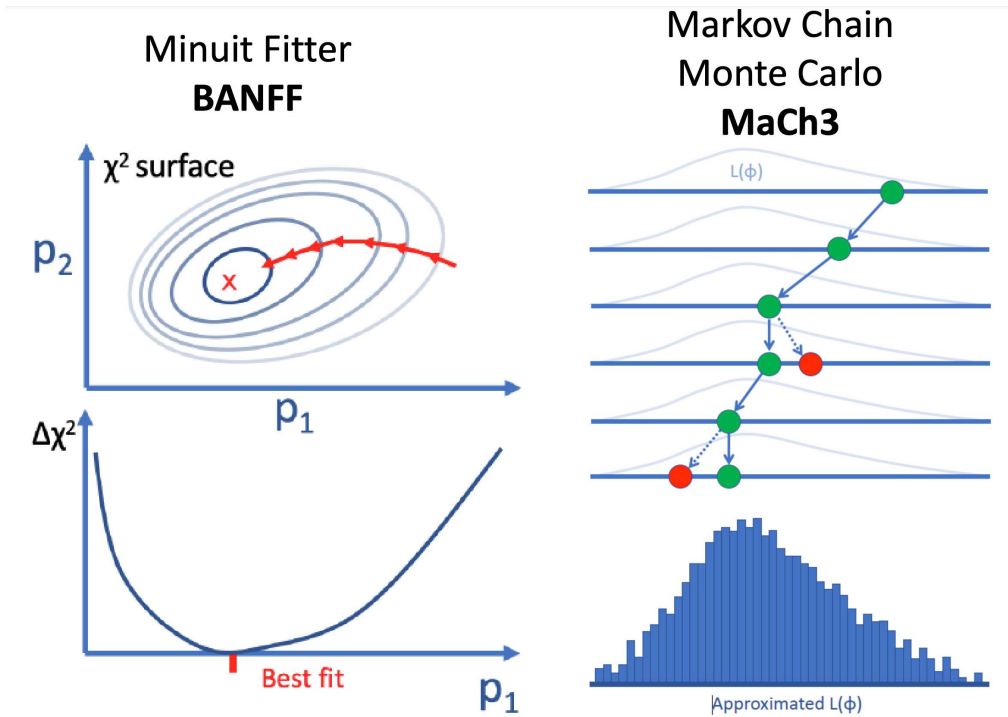 Minuit Fitter
BANFF
χ² surface
p₂
p₁
Δχ²
Best fit
p₁
Markov Chain
Monte Carlo
MaCh3
L(ϕ)
Approximated L(ϕ)